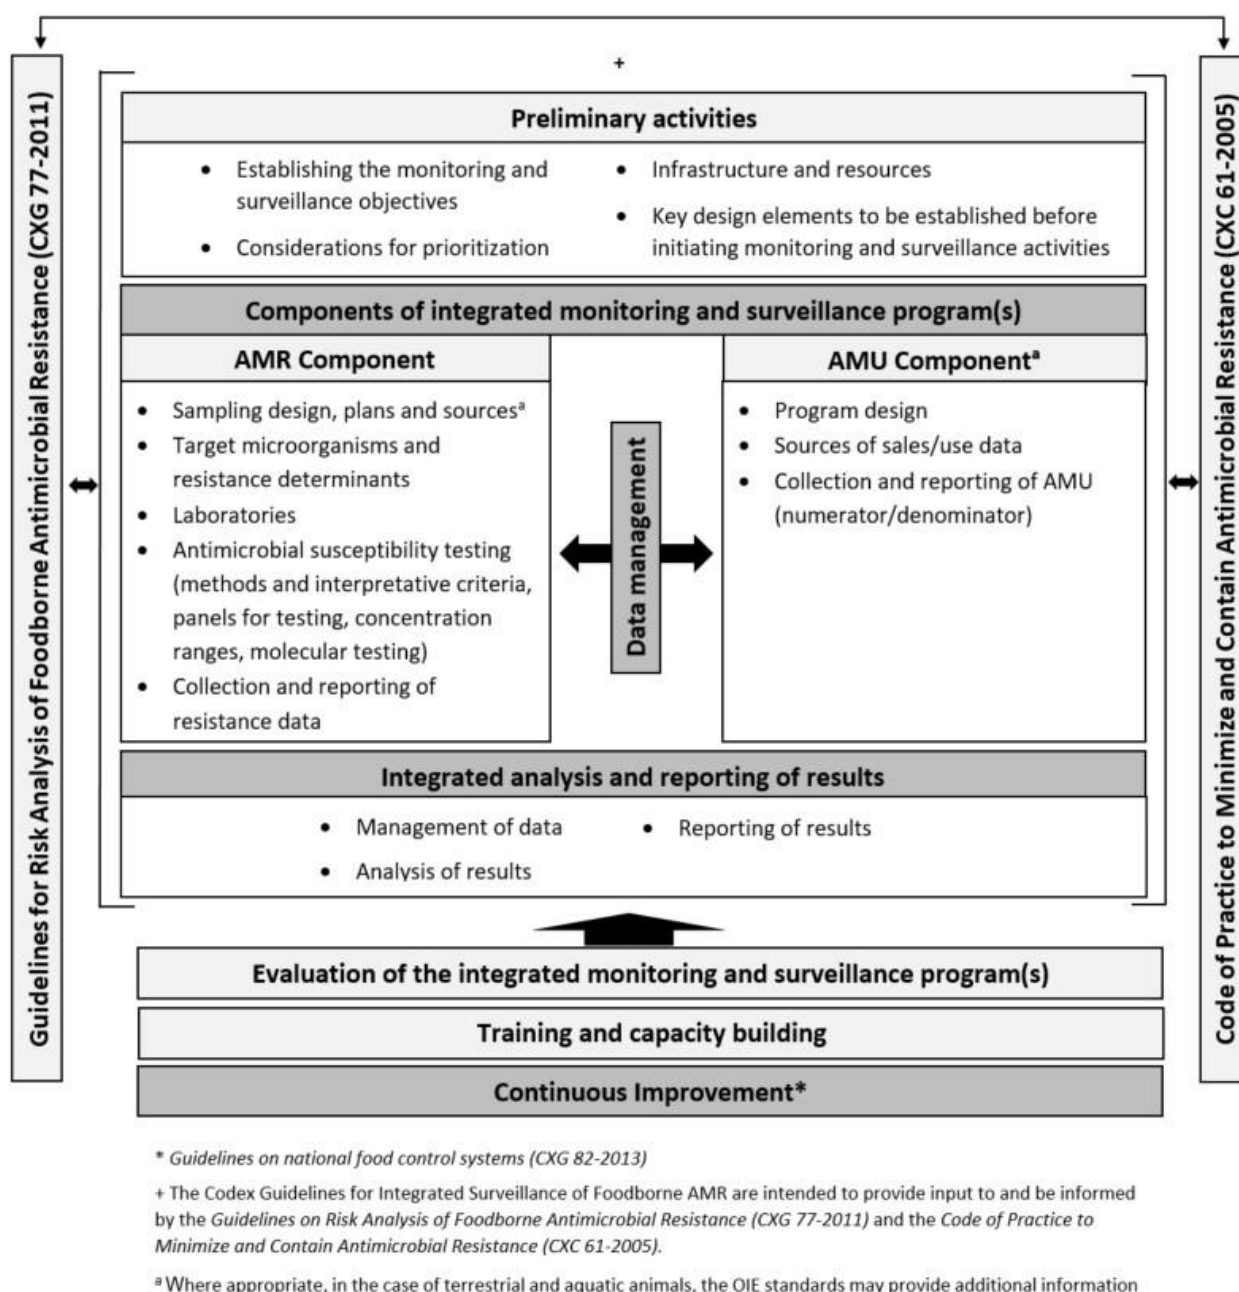 Guidelines for Risk Analysis of Foodborne Antimicrobial Resistance (CXG 77-2011)
+
Preliminary activities
• Establishing the monitoring and
surveillance objectives
• Considerations for prioritization
• Infrastructure and resources
• Key design elements to be established before
initiating monitoring and surveillance activities
Components of integrated monitoring and surveillance program(s)
AMR Component
• Sampling design, plans and sourcesª
• Target microorganisms and
resistance determinants
• Laboratories
• Antimicrobial susceptibility testing
(methods and interpretative criteria,
panels for testing, concentration
ranges, molecular testing)
• Collection and reporting of
resistance data
Data management
AMU Componentª
• Program design
• Sources of sales/use data
• Collection and reporting of AMU
(numerator/denominator)
Integrated analysis and reporting of results
• Management of data
• Analysis of results
• Reporting of results
Code of Practice to Minimize and Contain Antimicrobial Resistance (CXC 61-2005)
Evaluation of the integrated monitoring and surveillance program(s)
Training and capacity building
Continuous Improvement*
* Guidelines on national food control systems (CXG 82-2013)
+ The Codex Guidelines for Integrated Surveillance of Foodborne AMR are intended to provide input to and be informed
by the Guidelines on Risk Analysis of Foodborne Antimicrobial Resistance (CXG 77-2011) and the Code of Practice to
Minimize and Contain Antimicrobial Resistance (CXC 61-2005).
ª Where appropriate, in the case of terrestrial and aquatic animals, the OIE standards may provide additional information